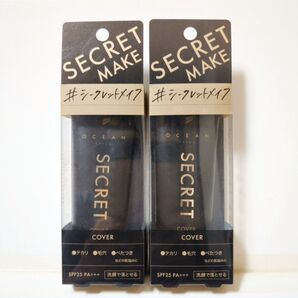 SECRET
MAKE
#シークレットメイク
OCEAN
TRICO
SECRET
COVER
●テカリ ●毛穴 ●べたつき
SPF25 PA+++
洗顔で落とせる
SECRET
MAKE
#シークレットメイク
OCEAN
TRICO
SECRET
COVER
●テカリ ●毛穴 ●べたつき
SPF25 PA+++
洗顔で落とせる